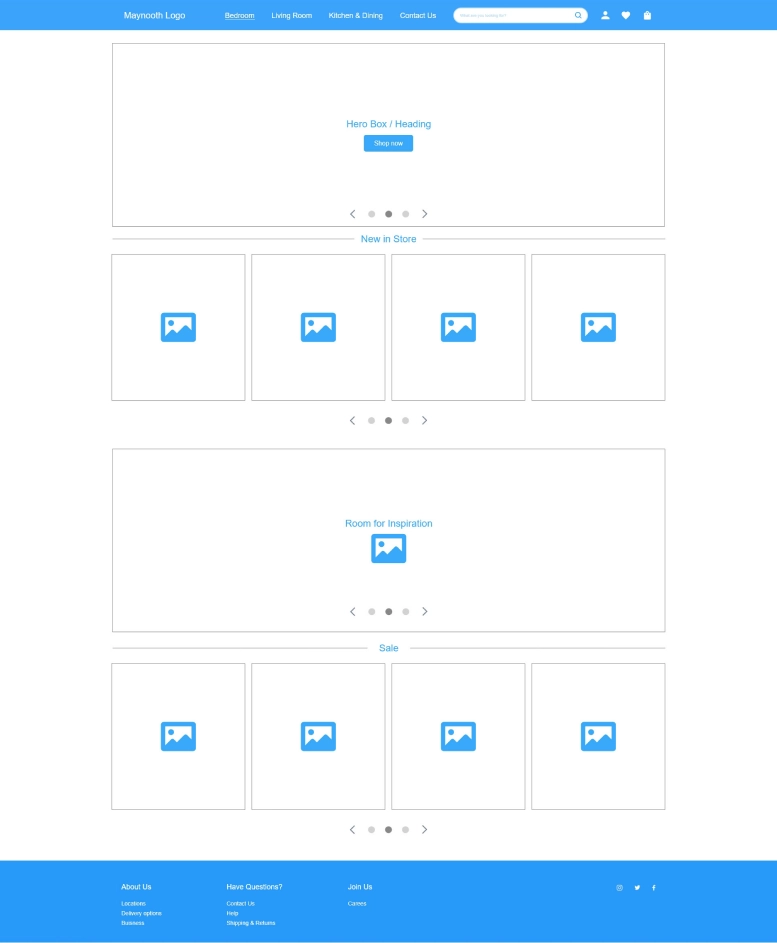 Maynooth Logo
Bedroom
Living Room
Kitchen & Dining
Contact Us
What are you looking for?
Hero Box / Heading
Shop now
New in Store
Room for Inspiration
Sale
About Us
Locations
Delivery options
Business
Have Questions?
Contact Us
Help
Shipping & Returns
Join Us
Careers